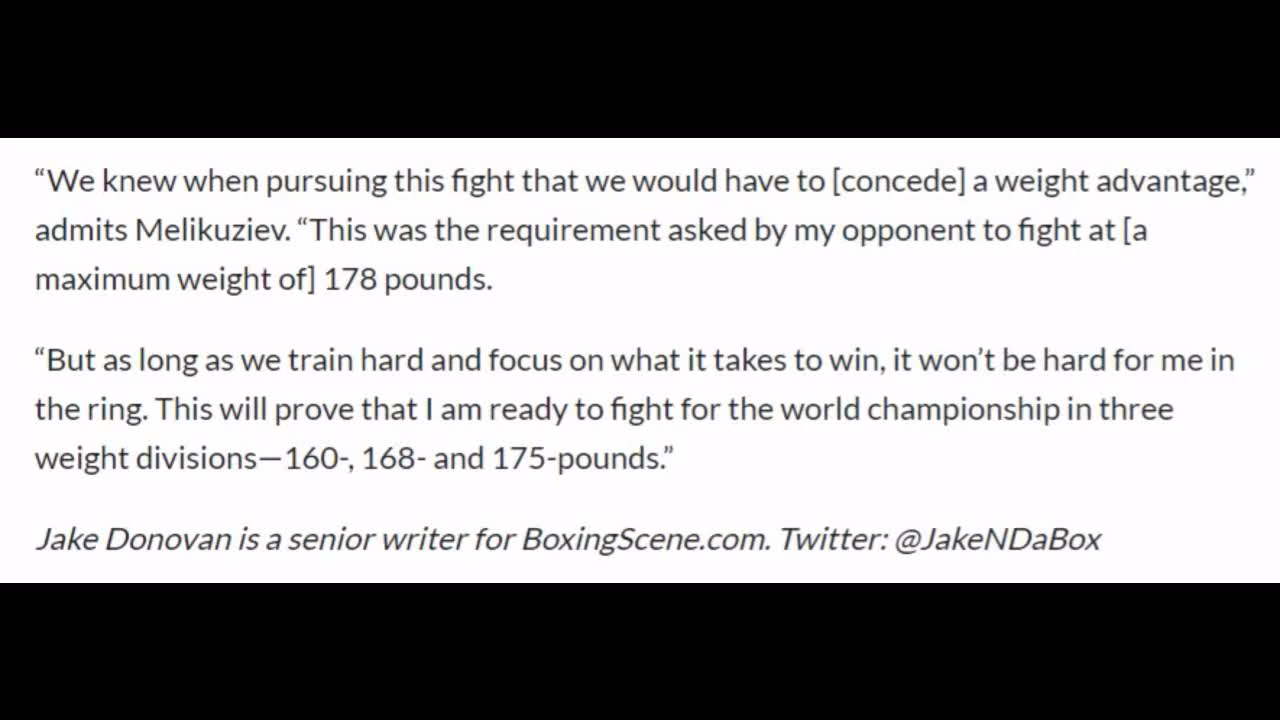 “We knew when pursuing this fight that we would have to [concede] a weight advantage,”
admits Melikuziev. “This was the requirement asked by my opponent to fight at [a
maximum weight of] 178 pounds.
“But as long as we train hard and focus on what it takes to win, it won’t be hard for me in
the ring. This will prove that I am ready to fight for the world championship in three
weight divisions—160-, 168- and 175-pounds.”
Jake Donovan is a senior writer for BoxingScene.com. Twitter: @JakeNDaBox